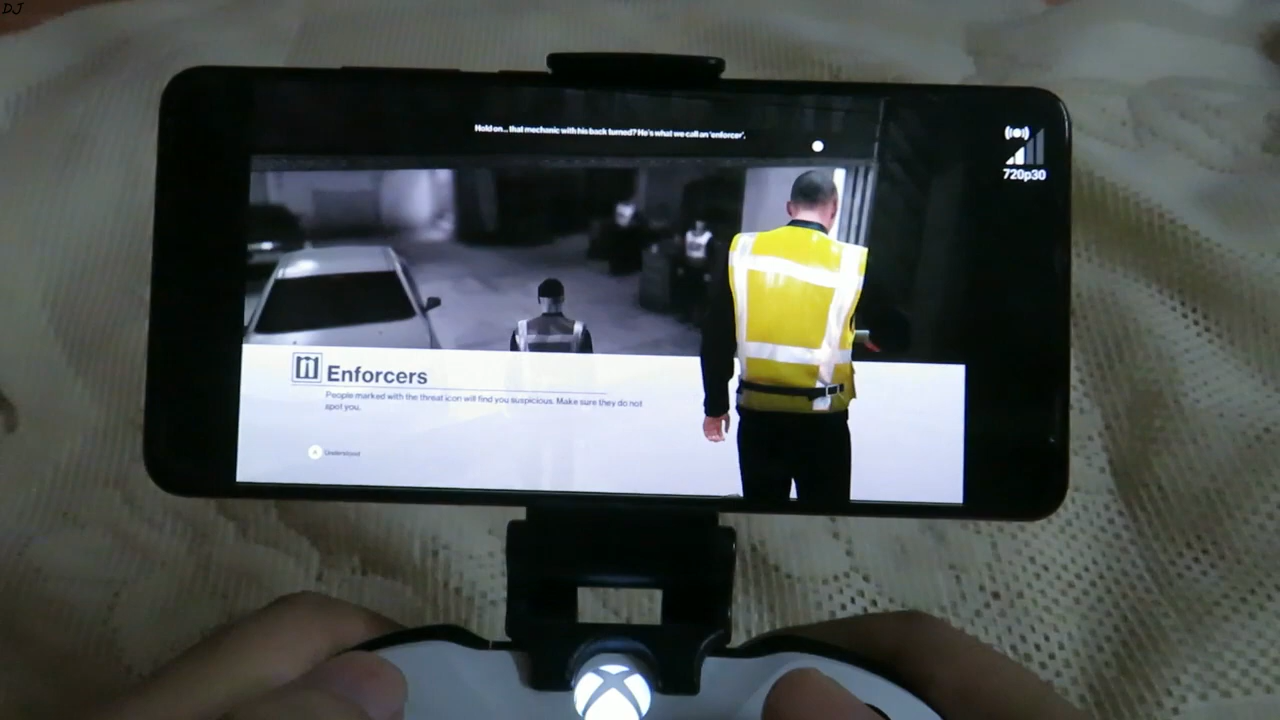 DJ
Hold on... that mechanic with his back turned? He's what we call an 'enforcer'.
720p30
Enforcers
People marked with the threat icon will find you suspicious. Make sure they do not
spot you.
A Understood